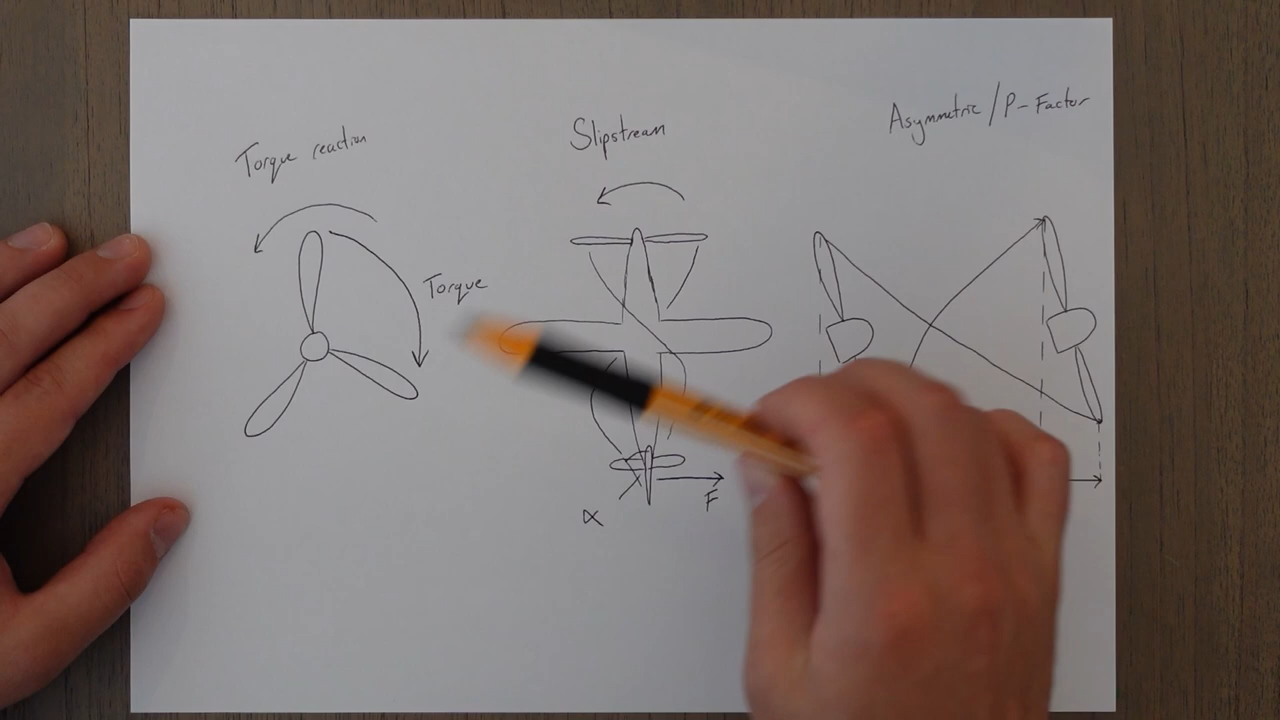 Torque reaction
Slipstream
Asymmetric / P-Factor
Torque
α
F